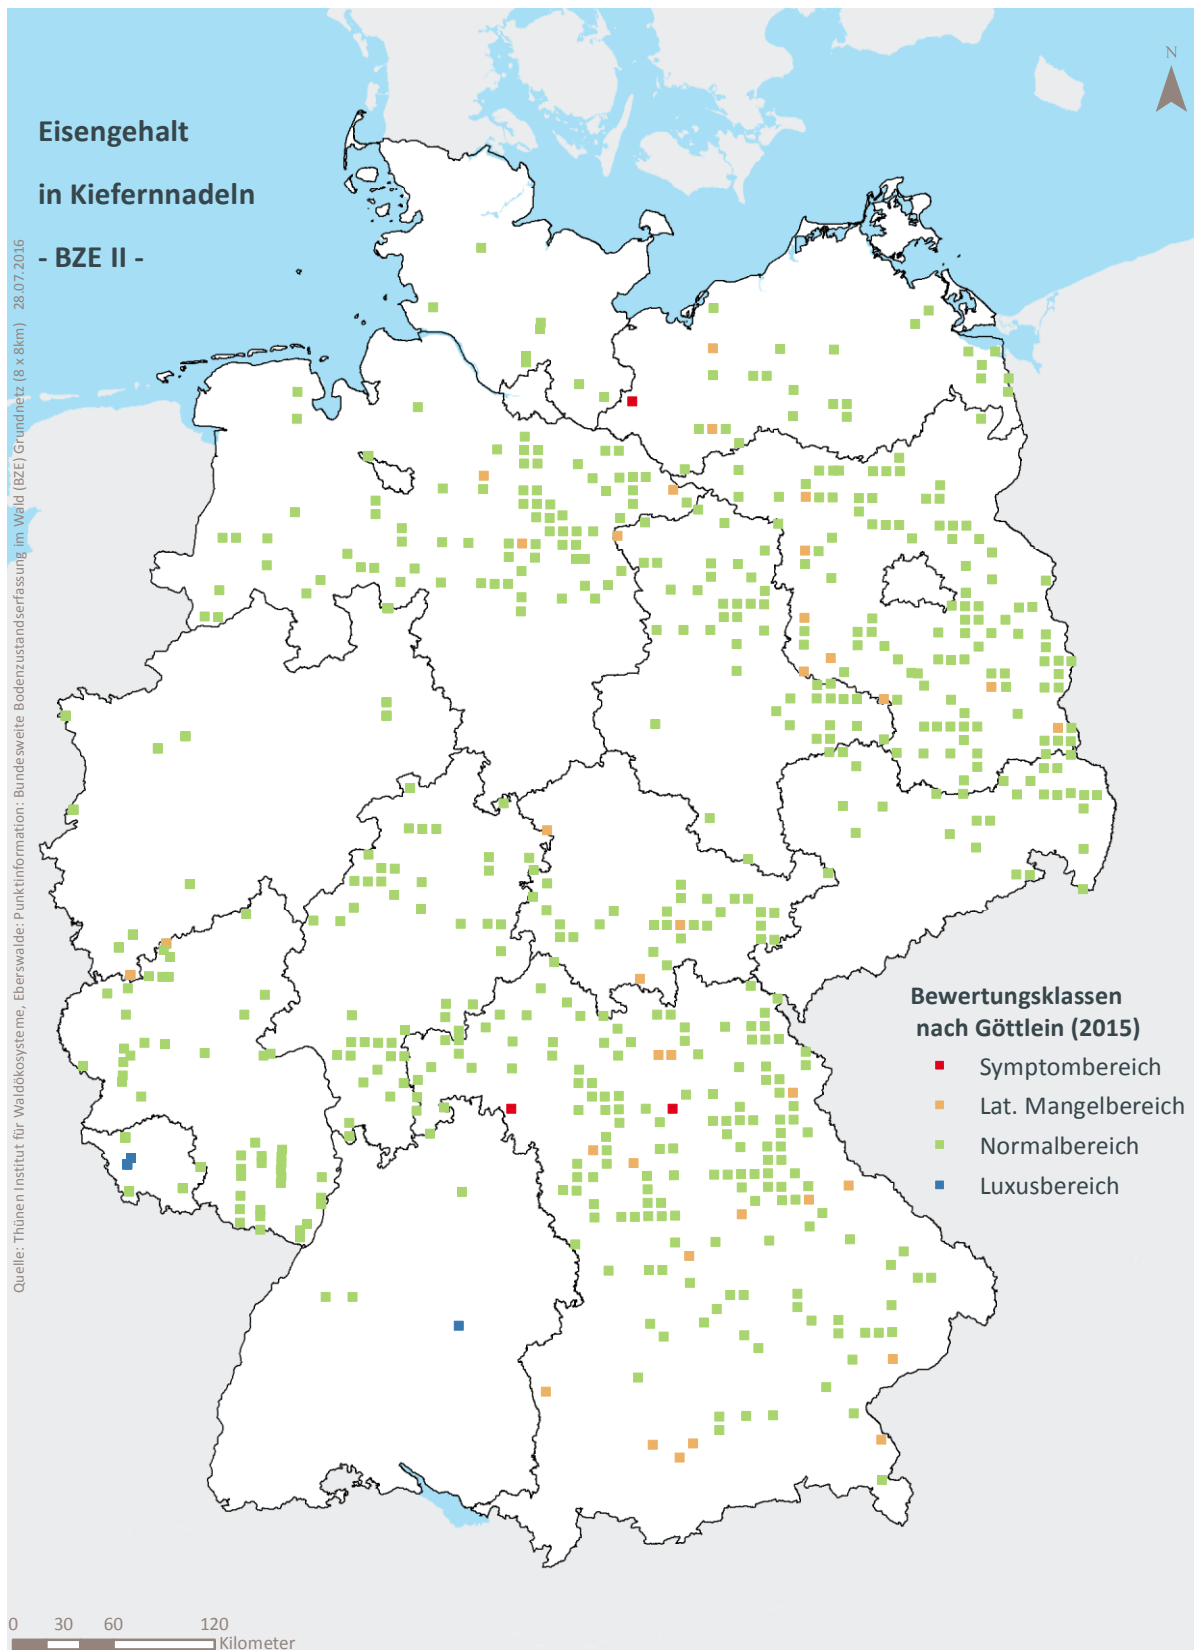 N
Eisengehalt
in Kiefernnadeln
- BZE II -
Quelle: Thünen Institut für Waldökosysteme, Eberswalde: Punktinformation: Bundesweite Bodenzustandserfassung im Wald (BZE) Grundnetz (8 x 8km) 28.07.2016
Bewertungsklassen
nach Göttlein (2015)
Symptombereich
Lat. Mangelbereich
Normalbereich
Luxusbereich
0 30 60 120
Kilometer